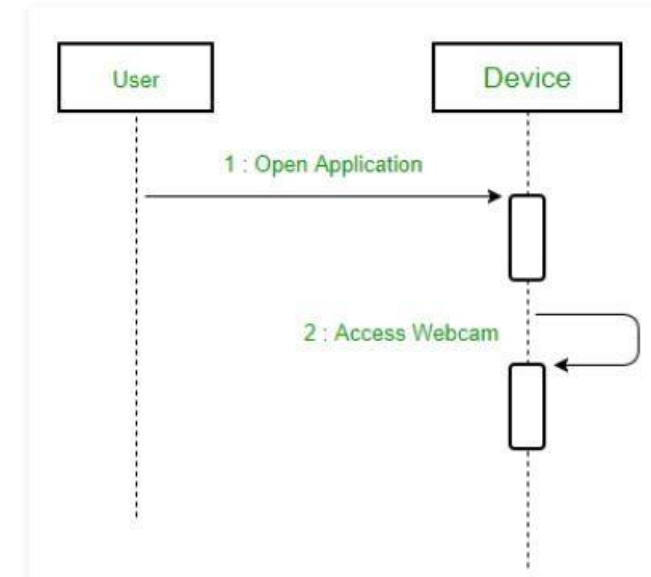 User
Device
1 : Open Application
2 : Access Webcam